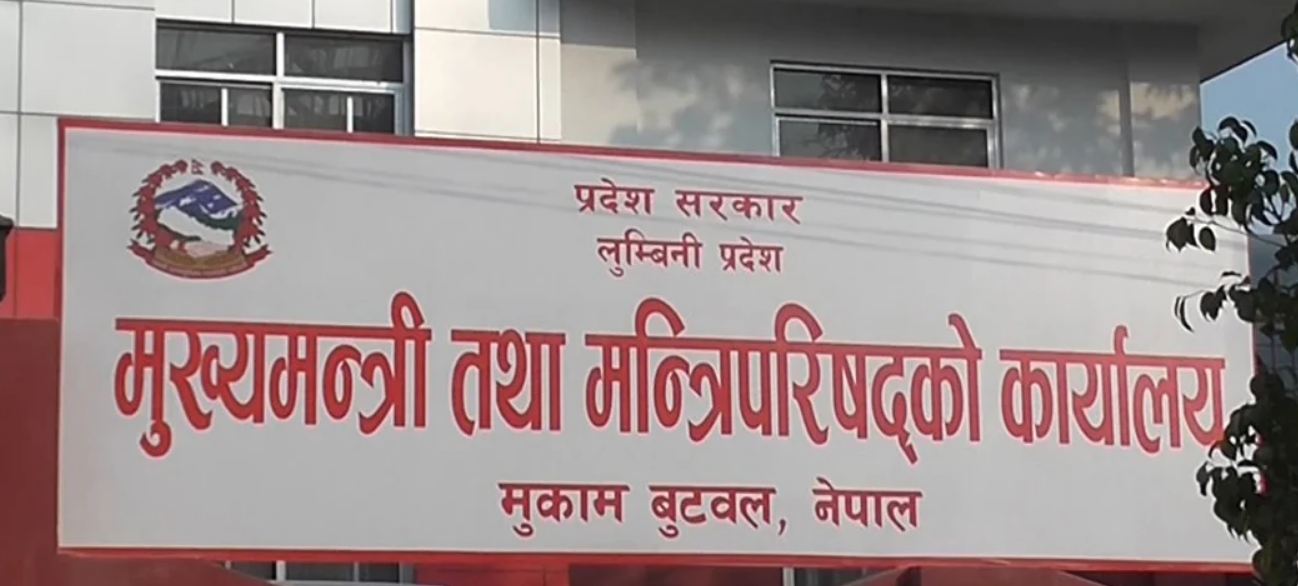 प्रदेश सरकार
लुम्बिनी प्रदेश
मुख्यमन्त्री तथा मन्त्रिपरिषद्को कार्यालय
मुकाम बुटवल, नेपाल